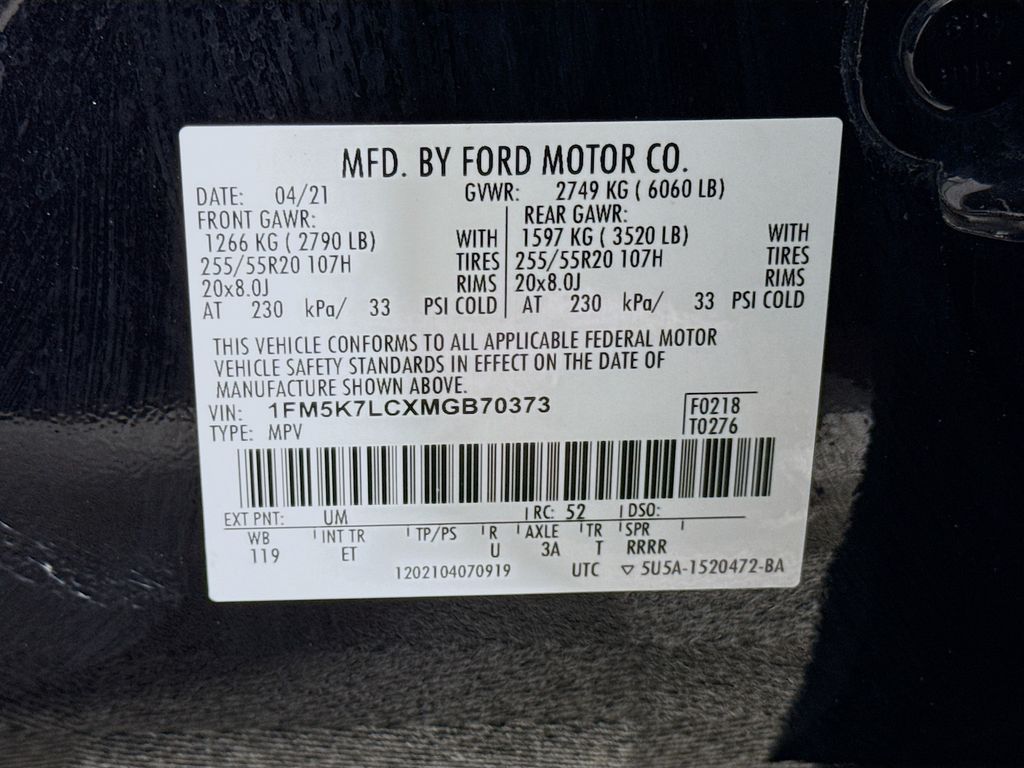 MFD. BY FORD MOTOR CO.
DATE: 04/21 GVWR: 2749 KG ( 6060 LB)
FRONT GAWR: REAR GAWR:
1266 KG ( 2790 LB) WITH 1597 KG ( 3520 LB) WITH
255/55R20 107H TIRES 255/55R20 107H TIRES
20x8.0J RIMS 20x8.0J RIMS
AT 230 kPa/ 33 PSI COLD AT 230 kPa/ 33 PSI COLD
THIS VEHICLE CONFORMS TO ALL APPLICABLE FEDERAL MOTOR
VEHICLE SAFETY STANDARDS IN EFFECT ON THE DATE OF
MANUFACTURE SHOWN ABOVE.
VIN: 1FM5K7LCXMGB70373 F0218
TYPE: MPV T0276
EXT PNT: UM RC: 52 DSO:
WB INT TR TP/PS R AXLE TR SPR
119 ET U 3A T RRRR
1202104070919 UTC ▽ 5U5A-1520472-BA